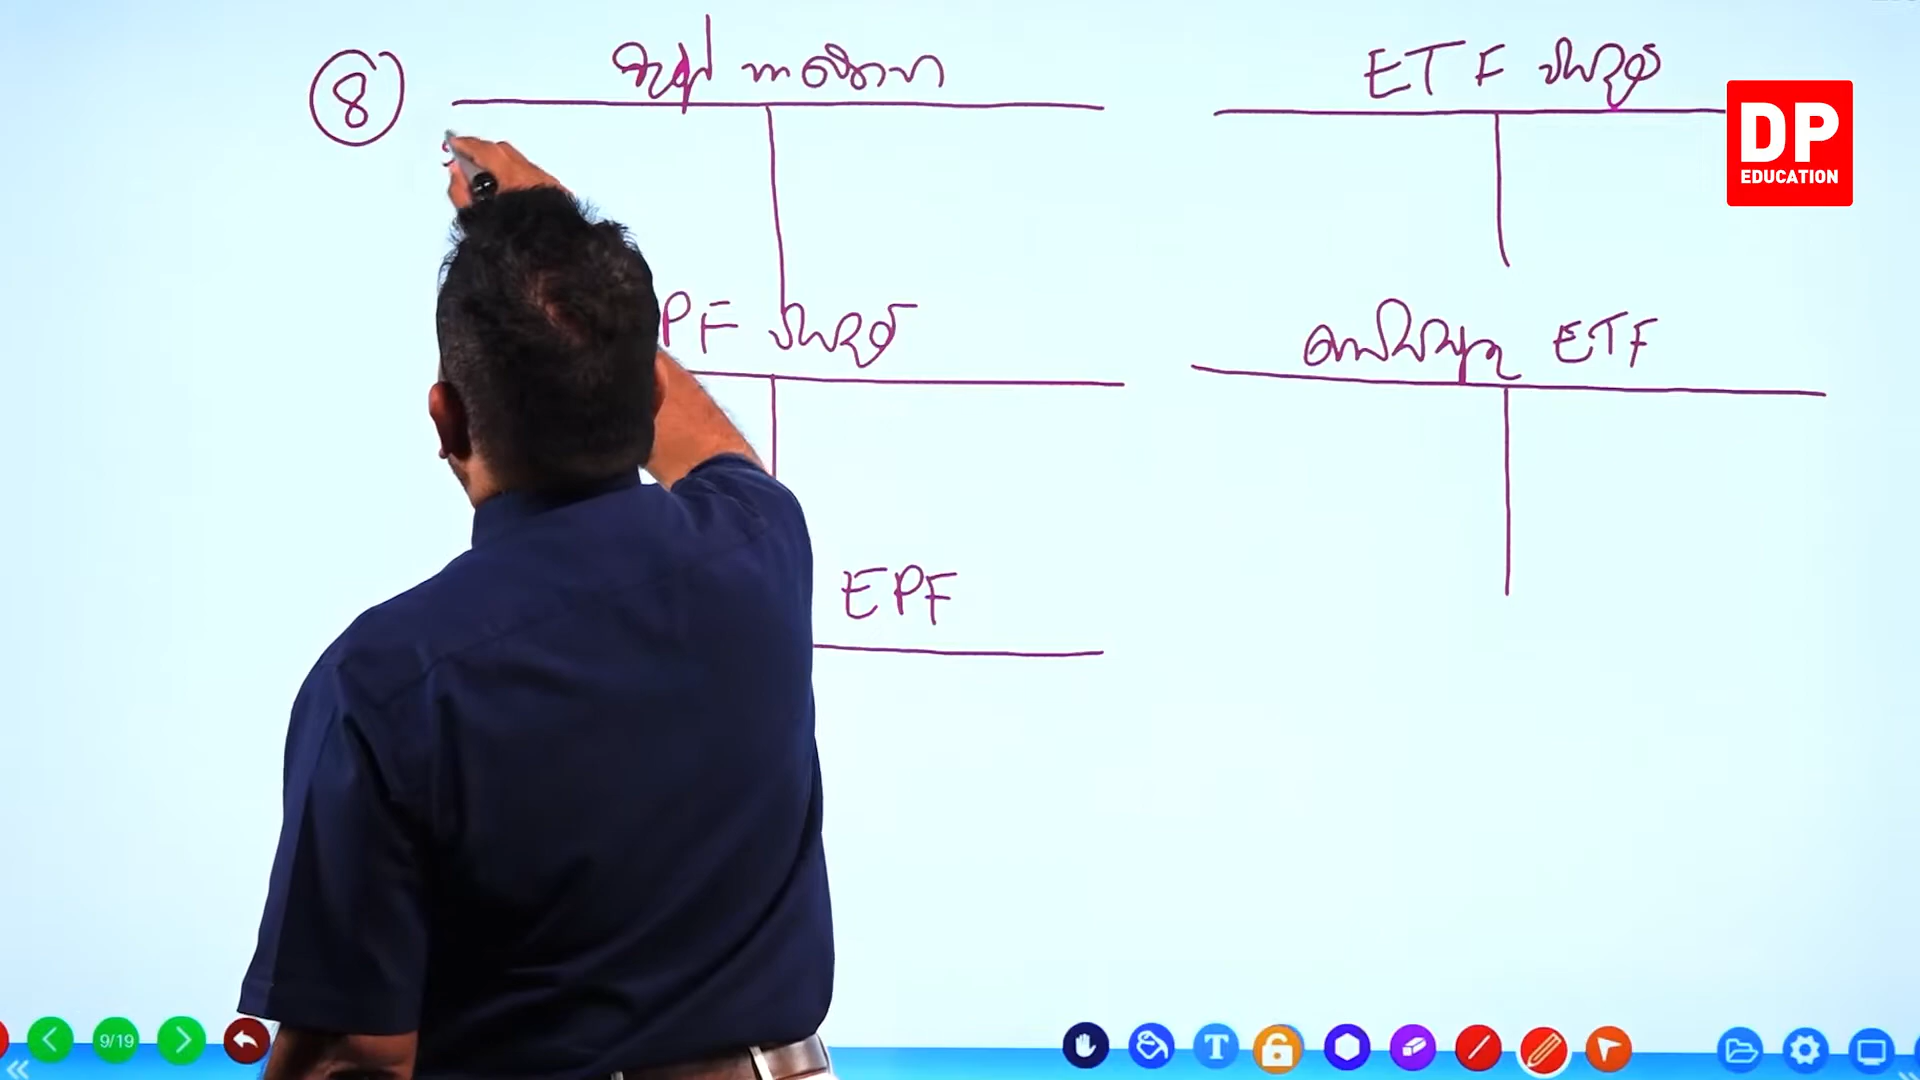 8
වැටුප් පාලන
ETF වියදම්
DP
EDUCATION
PF වියදම්
ගෙවිය යුතු ETF
EPF
9/19
T